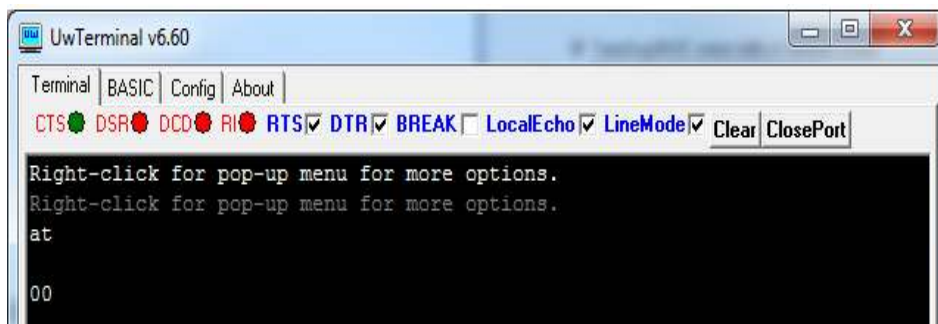 UwTerminal v6.60
Terminal BASIC Config About
CTS DSR DCD RI RTS DTR BREAK LocalEcho LineMode Clear ClosePort
Right-click for pop-up menu for more options.
Right-click for pop-up menu for more options.
at
00